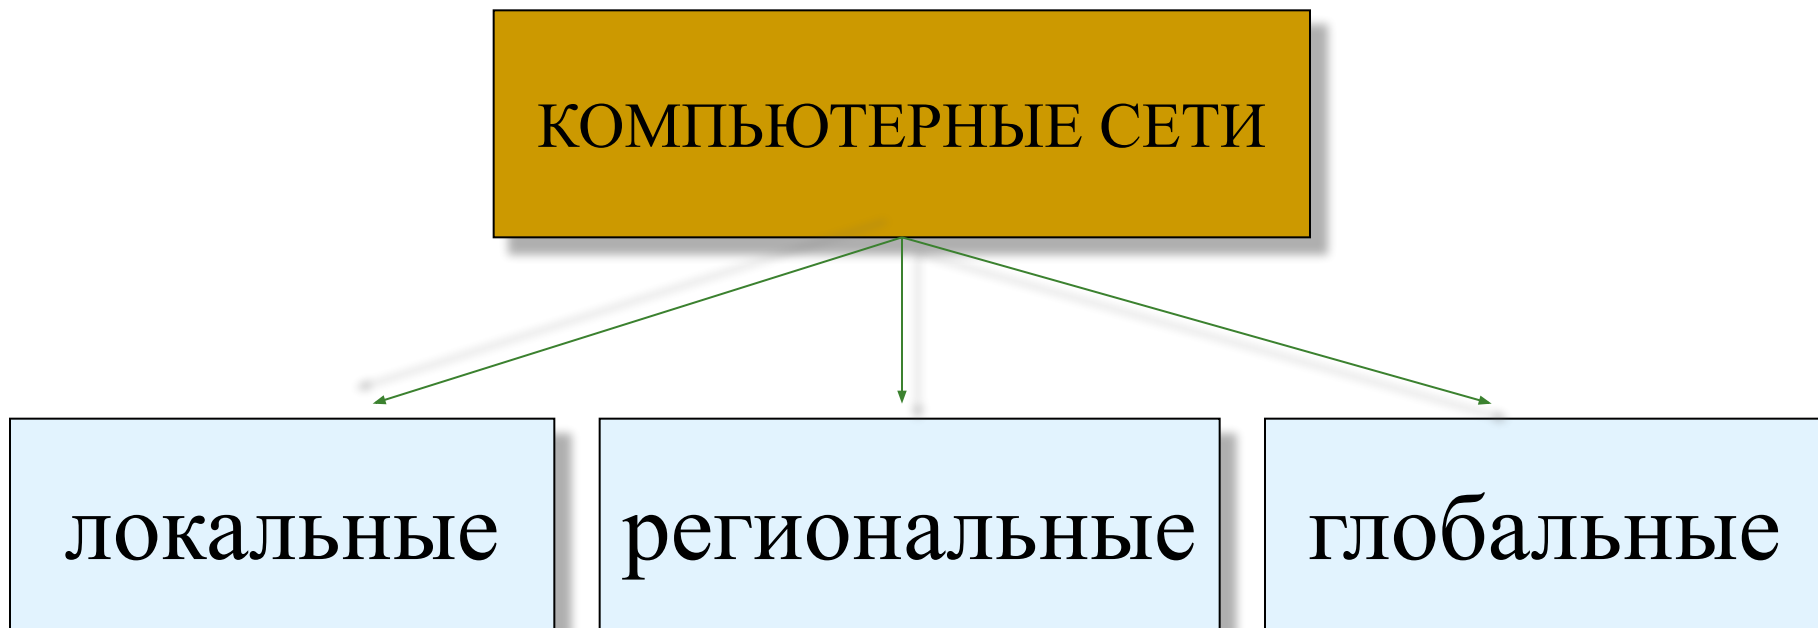 КОМПЬЮТЕРНЫЕ СЕТИ
локальные
региональные
глобальные